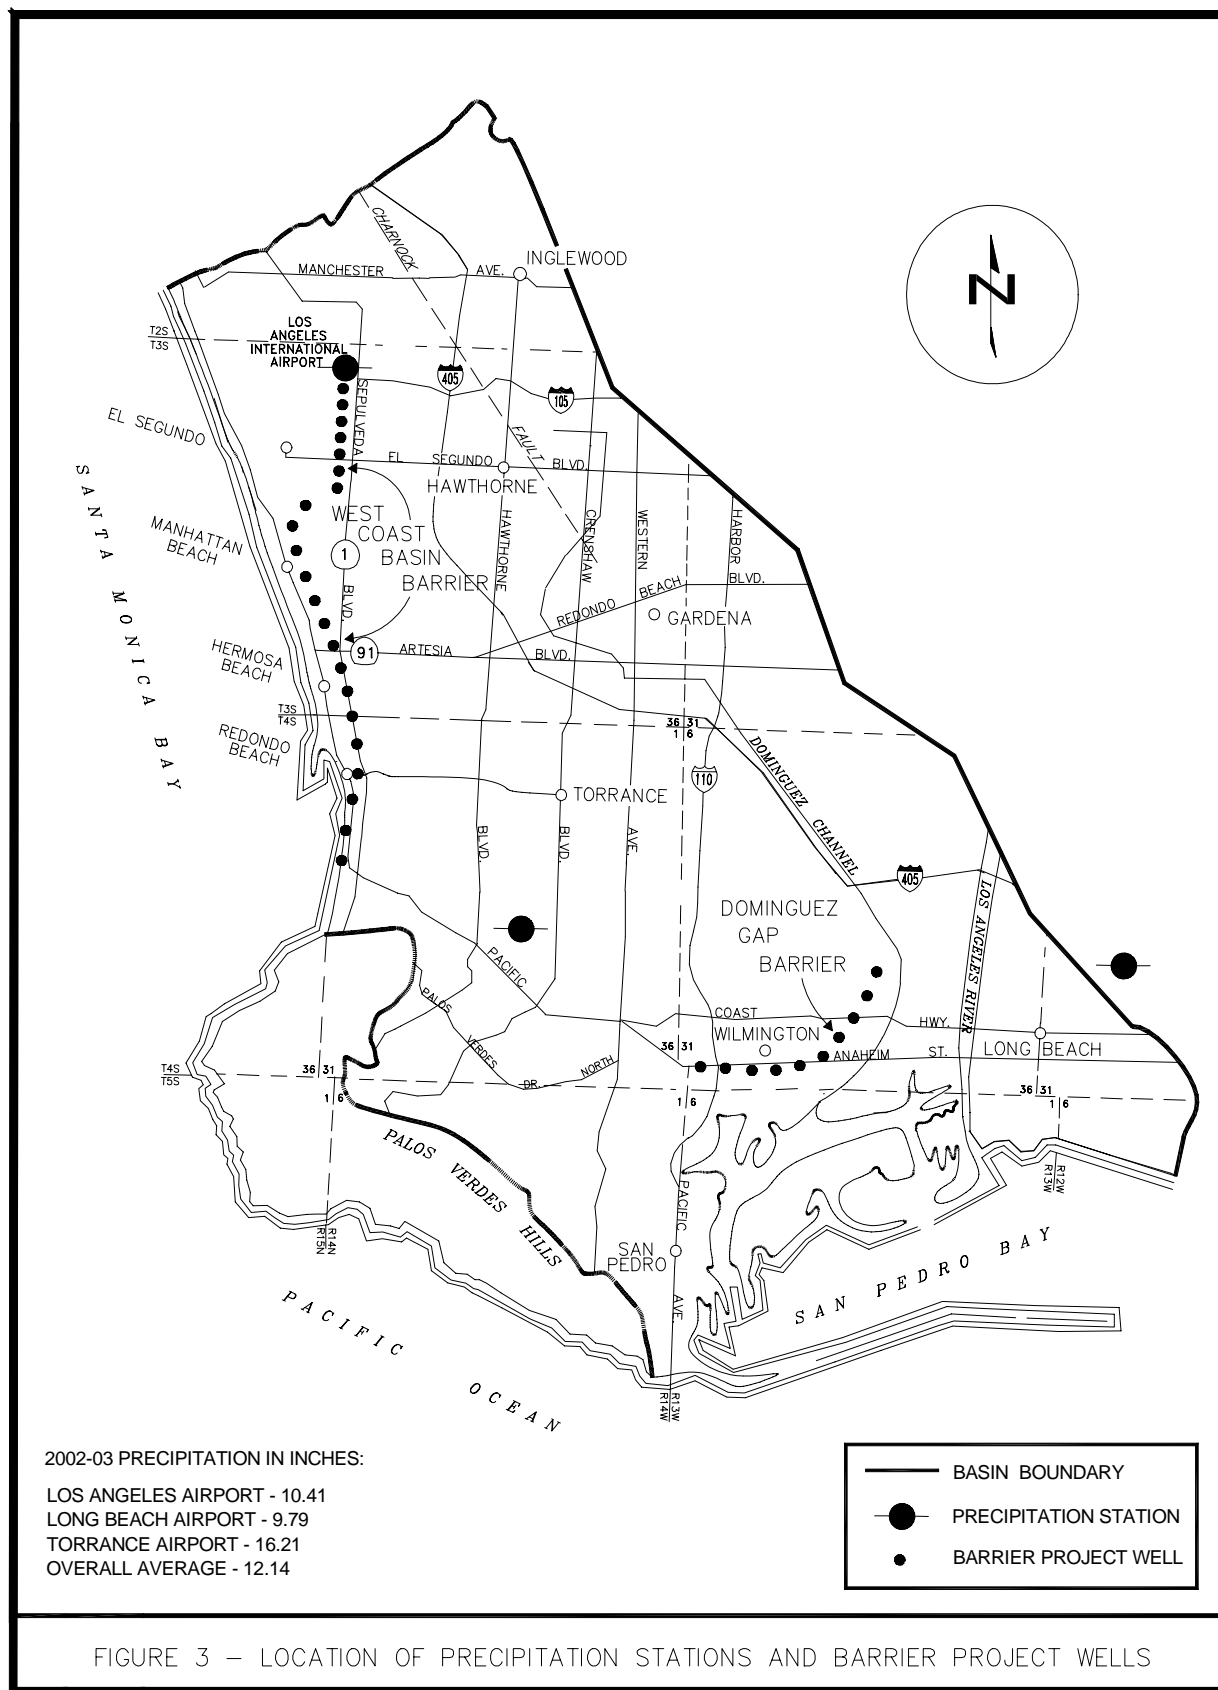 INGLEWOOD
CHARNOCK
MANCHESTER
AVE.
N
T2S
T3S
LOS
ANGELES
INTERNATIONAL
AIRPORT
405
105
SEPULVEDA
EL SEGUNDO
FAULT
EL
SEGUNDO
BLVD.
HAWTHORNE
SANTA MONICA BAY
WEST
COAST
BASIN
BARRIER
MANHATTAN
BEACH
1
BLVD.
HAWTHORNE
CRENSHAW
WESTERN
HARBOR
REDONDO
BEACH
BLVD.
GARDENA
HERMOSA
BEACH
91
ARTESIA
BLVD.
T3S
T4S
36 31
1 6
REDONDO
BEACH
DOMINGUEZ
CHANNEL
110
TORRANCE
BLVD.
BLVD.
AVE.
405
LOS ANGELES RIVER
DOMINGUEZ
GAP
BARRIER
PACIFIC
COAST
HWY.
PALOS
VERDES
DR.
NORTH
WILMINGTON
36 31
ANAHEIM
ST.
LONG BEACH
T4S
T5S
36 31
1 6
1 6
36 31
1 6
PALOS VERDES HILLS
R14N
R15N
R12W
R13W
PACIFIC
AVE.
SAN
PEDRO
SAN PEDRO BAY
PACIFIC OCEAN
R13W
R14W
2002-03 PRECIPITATION IN INCHES:
LOS ANGELES AIRPORT - 10.41
LONG BEACH AIRPORT - 9.79
TORRANCE AIRPORT - 16.21
OVERALL AVERAGE - 12.14
BASIN BOUNDARY
PRECIPITATION STATION
BARRIER PROJECT WELL
FIGURE 3 – LOCATION OF PRECIPITATION STATIONS AND BARRIER PROJECT WELLS